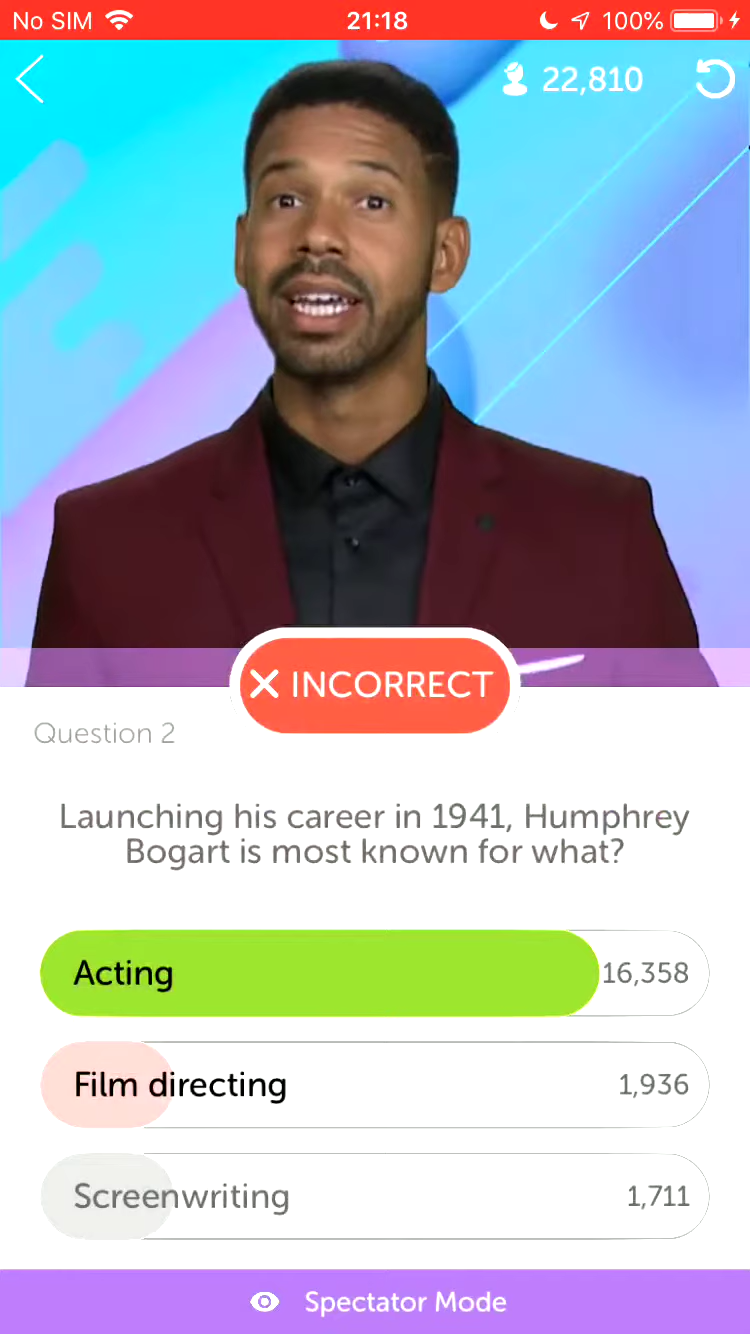 No SIM 21:18 100%
22,810
INCORRECT
Question 2
Launching his career in 1941, Humphrey
Bogart is most known for what?
Acting 16,358
Film directing 1,936
Screenwriting 1,711
Spectator Mode